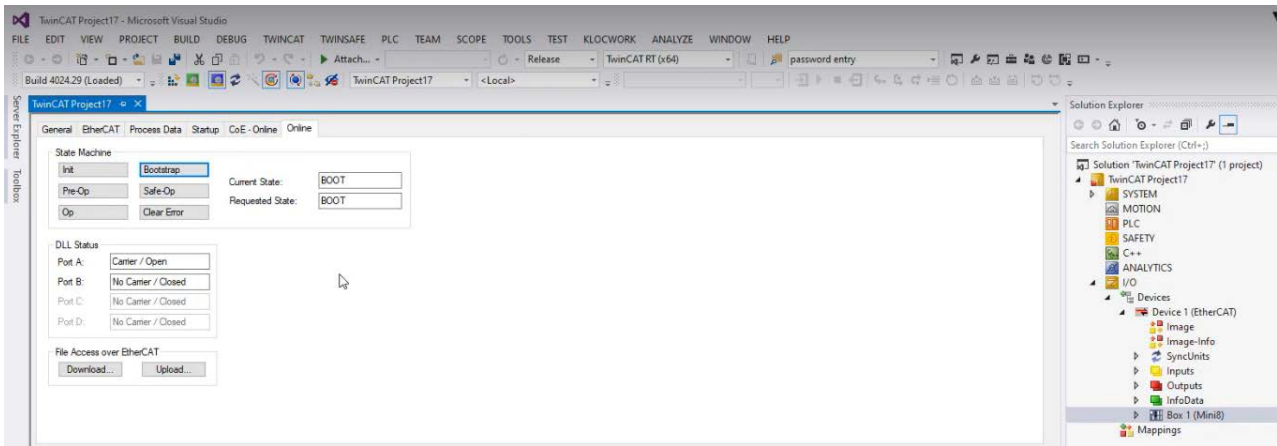 TwinCAT Project17 - Microsoft Visual Studio
FILE EDIT VIEW PROJECT BUILD DEBUG TWINCAT TWINSAFE PLC TEAM SCOPE TOOLS TEST KLOCWORK ANALYZE WINDOW HELP
Attach... Release TwinCAT RT (x64) password entry
Build 4024.29 (Loaded) TwinCAT Project17 <Local>
Server Explorer
Toolbox
TwinCAT Project17
General EtherCAT Process Data Startup CoE - Online Online
State Machine
Init Bootstrap
Current State: BOOT
Pre-Op Safe-Op
Requested State: BOOT
Op Clear Error
DLL Status
Port A: Carrier / Open
Port B: No Carrier / Closed
Port C: No Carrier / Closed
Port D: No Carrier / Closed
File Access over EtherCAT
Download... Upload...
Solution Explorer
Search Solution Explorer (Ctrl+;)
Solution 'TwinCAT Project17' (1 project)
TwinCAT Project17
SYSTEM
MOTION
PLC
SAFETY
C++
ANALYTICS
I/O
Devices
Device 1 (EtherCAT)
Image
Image-Info
SyncUnits
Inputs
Outputs
InfoData
Box 1 (Mini8)
Mappings